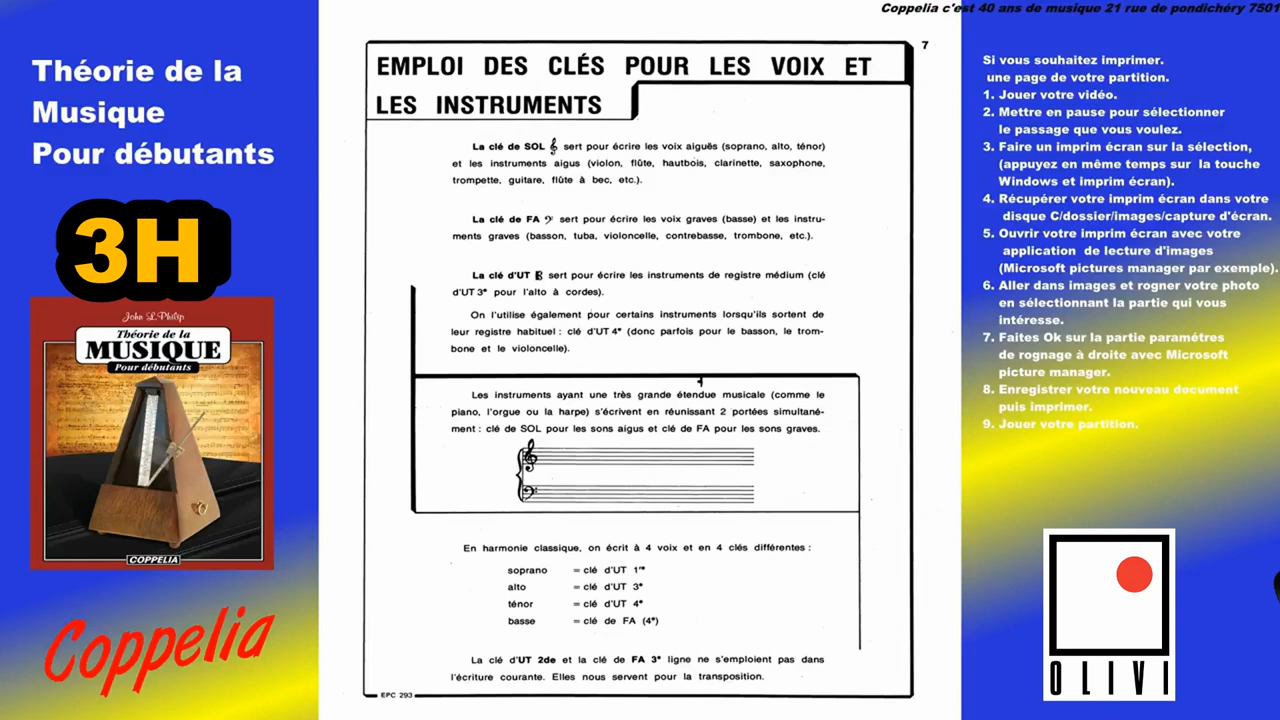 Coppelia c'est 40 ans de musique 21 rue de pondichéry 7501
Théorie de la
Musique
Pour débutants
3H
John L. Philip
Théorie de la
MUSIQUE
Pour débutants
COPPELIA
Coppelia
7
EMPLOI DES CLÉS POUR LES VOIX ET
LES INSTRUMENTS
La clé de SOL sert pour écrire les voix aiguës (soprano, alto, ténor)
et les instruments aigus (violon, flûte, hautbois, clarinette, saxophone,
trompette, guitare, flûte à bec, etc.).
La clé de FA sert pour écrire les voix graves (basse) et les instru-
ments graves (basson, tuba, violoncelle, contrebasse, trombone, etc.).
La clé d'UT sert pour écrire les instruments de registre médium (clé
d'UT 3e pour l'alto à cordes).
On l'utilise également pour certains instruments lorsqu'ils sortent de
leur registre habituel : clé d'UT 4e (donc parfois pour le basson, le trom-
bone et le violoncelle).
Les instruments ayant une très grande étendue musicale (comme le
piano, l'orgue ou la harpe) s'écrivent en réunissant 2 portées simultané-
ment : clé de SOL pour les sons aigus et clé de FA pour les sons graves.
En harmonie classique, on écrit à 4 voix et en 4 clés différentes :
soprano = clé d'UT 1re
alto = clé d'UT 3e
ténor = clé d'UT 4e
basse = clé de FA (4e)
La clé d'UT 2de et la clé de FA 3e ligne ne s'emploient pas dans
l'écriture courante. Elles nous servent pour la transposition.
EPC 293
Si vous souhaitez imprimer.
une page de votre partition.
1. Jouer votre vidéo.
2. Mettre en pause pour sélectionner
le passage que vous voulez.
3. Faire un imprim écran sur la sélection,
(appuyez en même temps sur la touche
Windows et imprim écran).
4. Récupérer votre imprim écran dans votre
disque C/dossier/images/capture d'écran.
5. Ouvrir votre imprim écran avec votre
application de lecture d'images
(Microsoft pictures manager par exemple).
6. Aller dans images et rogner votre photo
en sélectionnant la partie qui vous
intéresse.
7. Faites Ok sur la partie paramétres
de rognage à droite avec Microsoft
picture manager.
8. Enregistrer votre nouveau document
puis imprimer.
9. Jouer votre partition.
OLIVI